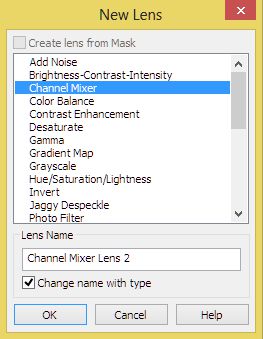 New Lens
Create lens from Mask
Add Noise
Brightness-Contrast-Intensity
Channel Mixer
Color Balance
Contrast Enhancement
Desaturate
Gamma
Gradient Map
Grayscale
Hue/Saturation/Lightness
Invert
Jaggy Despeckle
Photo Filter
Lens Name
Channel Mixer Lens 2
Change name with type
OK Cancel Help